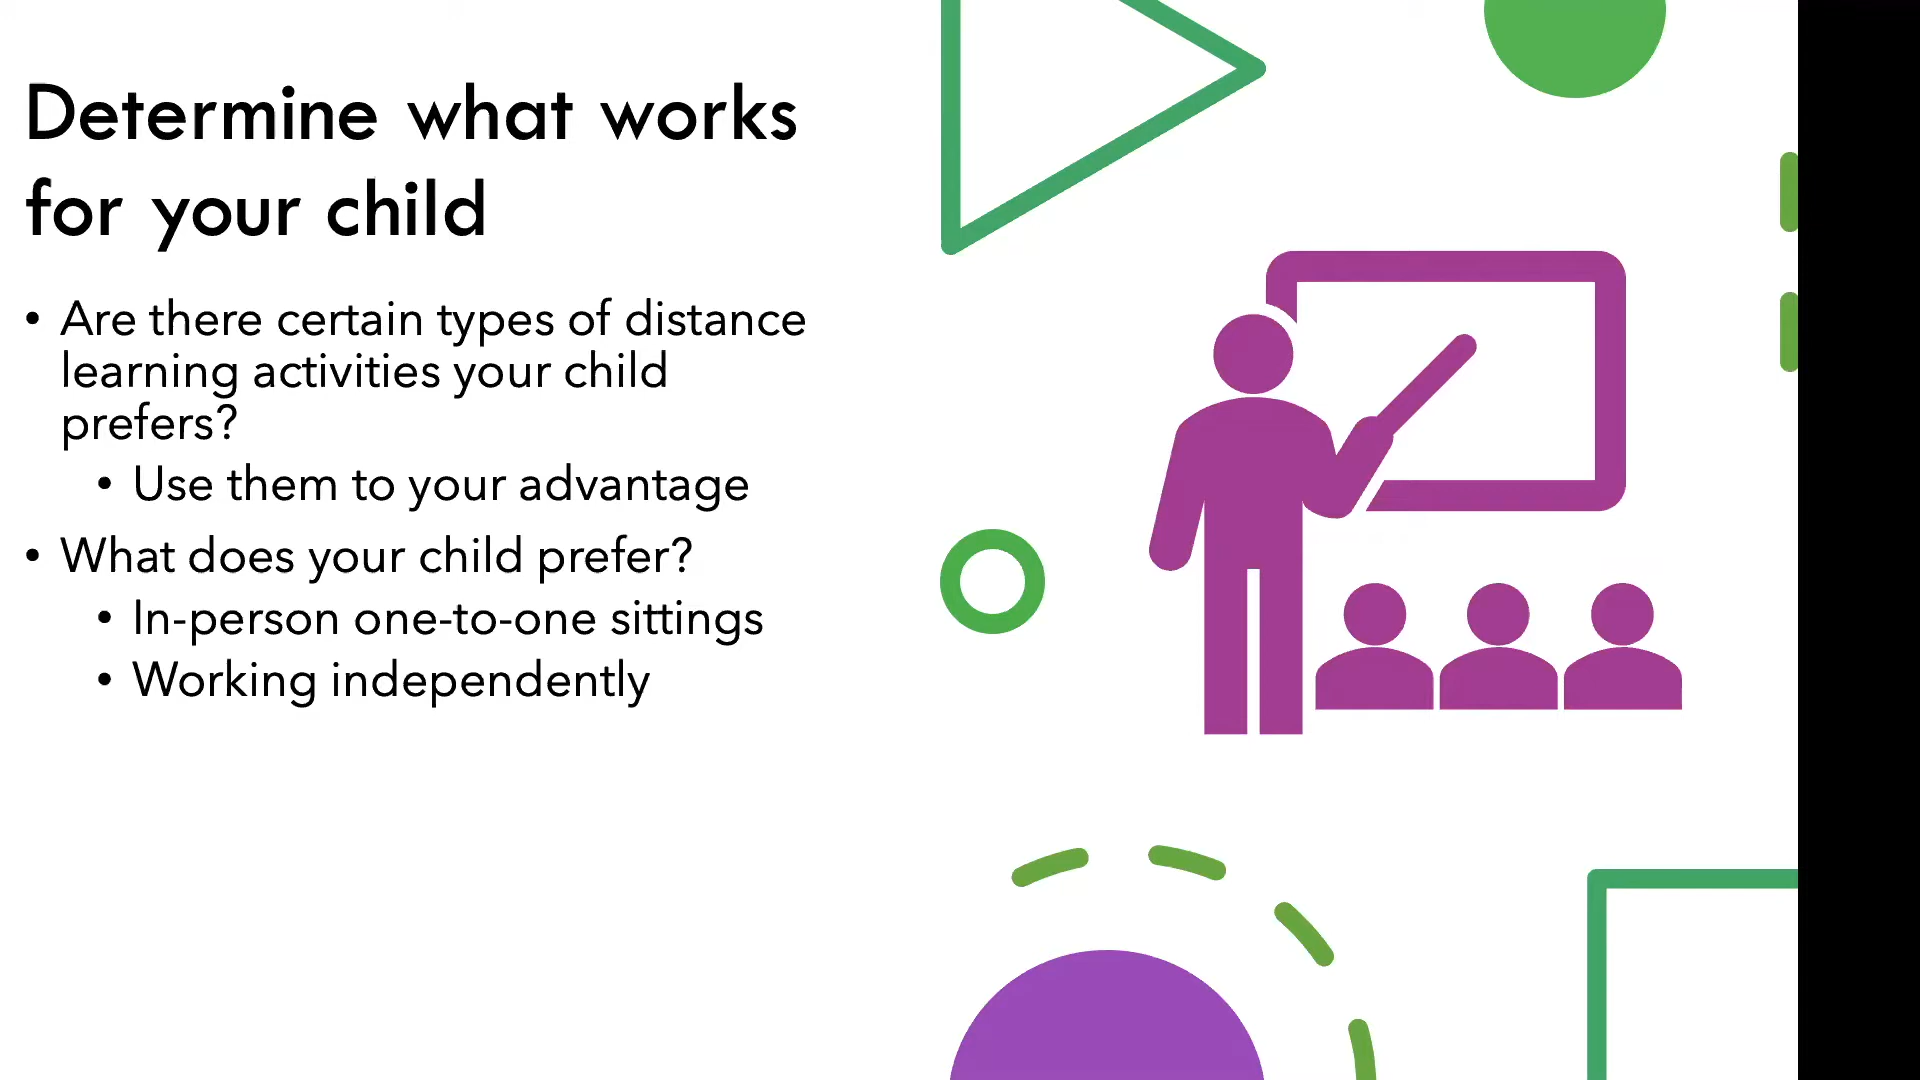 Determine what works
for your child
• Are there certain types of distance
learning activities your child
prefers?
• Use them to your advantage
• What does your child prefer?
• In-person one-to-one sittings
• Working independently